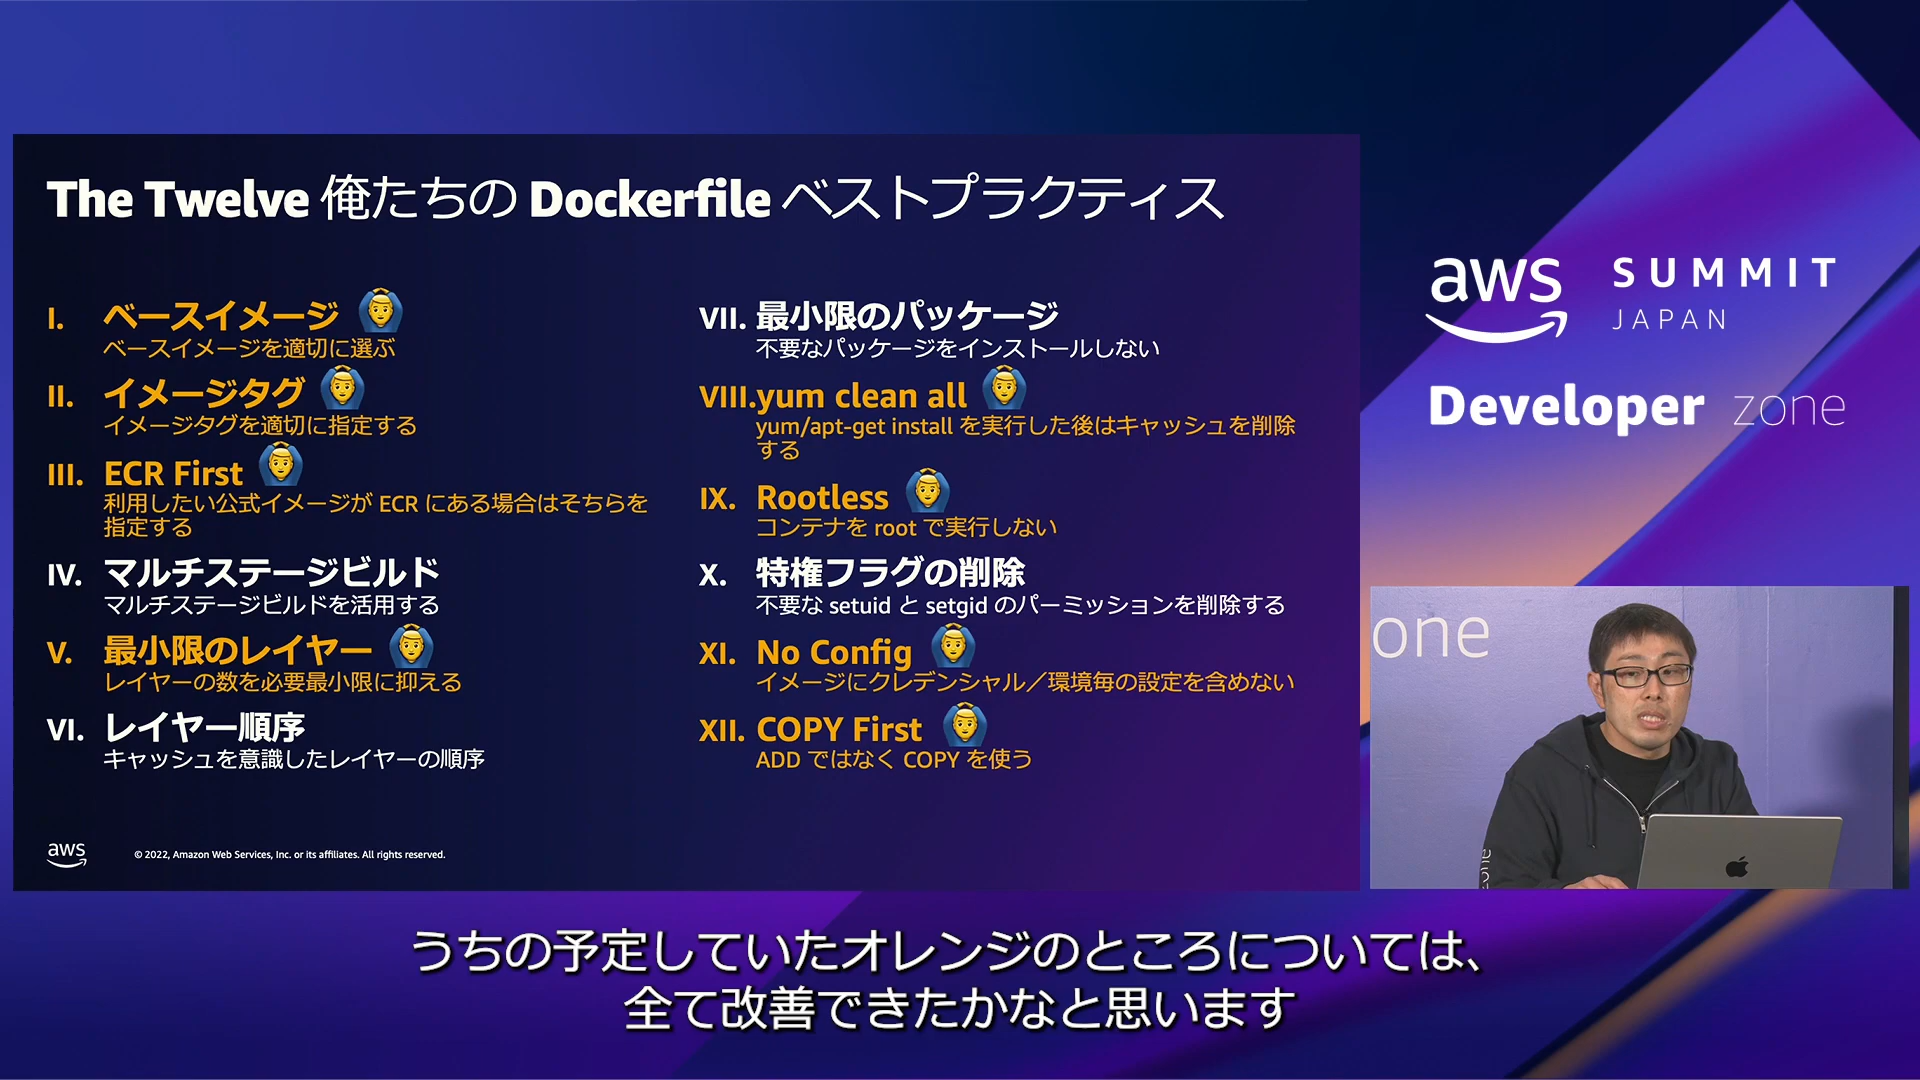 The Twelve 俺たちの Dockerfile ベストプラクティス
I. ベースイメージ
ベースイメージを適切に選ぶ
II. イメージタグ
イメージタグを適切に指定する
III. ECR First
利用したい公式イメージが ECR にある場合はそちらを
指定する
IV. マルチステージビルド
マルチステージビルドを活用する
V. 最小限のレイヤー
レイヤーの数を必要最小限に抑える
VI. レイヤー順序
キャッシュを意識したレイヤーの順序
VII. 最小限のパッケージ
不要なパッケージをインストールしない
VIII. yum clean all
yum/apt-get install を実行した後はキャッシュを削除
する
IX. Rootless
コンテナを root で実行しない
X. 特権フラグの削除
不要な setuid と setgid のパーミッションを削除する
XI. No Config
イメージにクレデンシャル／環境毎の設定を含めない
XII. COPY First
ADD ではなく COPY を使う
aws
© 2022, Amazon Web Services, Inc. or its affiliates. All rights reserved.
aws SUMMIT
JAPAN
Developer zone
one
zone
うちの予定していたオレンジのところについては、
全て改善できたかなと思います